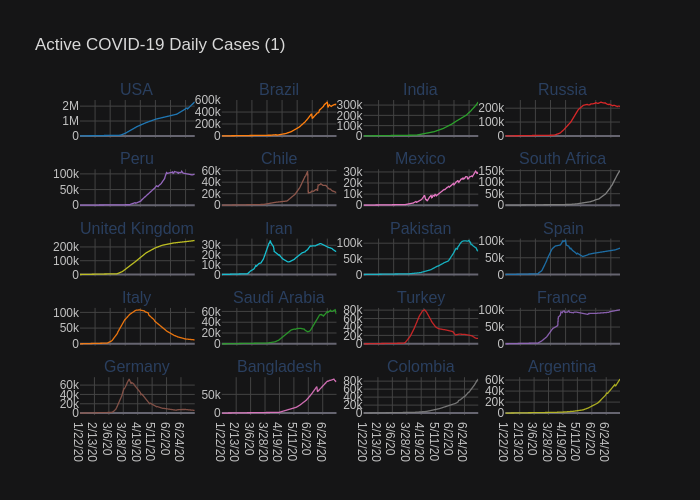 Active COVID-19 Daily Cases (1)
USA Brazil India Russia
2M 1M 0 600k 400k 200k 0 300k 200k 100k 0 200k 100k 0
Peru Chile Mexico South Africa
100k 50k 0 60k 40k 20k 0 30k 20k 10k 0 150k 100k 50k 0
United Kingdom Iran Pakistan Spain
200k 100k 0 30k 20k 10k 0 100k 50k 0 100k 50k 0
Italy Saudi Arabia Turkey France
100k 50k 0 60k 40k 20k 0 80k 60k 40k 20k 0 100k 50k 0
Germany Bangladesh Colombia Argentina
60k 40k 20k 0 50k 0 80k 60k 40k 20k 0 60k 40k 20k 0
1/22/20 2/13/20 3/6/20 3/28/20 4/19/20 5/11/20 6/2/20 6/24/20 1/22/20 2/13/20 3/6/20 3/28/20 4/19/20 5/11/20 6/2/20 6/24/20 1/22/20 2/13/20 3/6/20 3/28/20 4/19/20 5/11/20 6/2/20 6/24/20 1/22/20 2/13/20 3/6/20 3/28/20 4/19/20 5/11/20 6/2/20 6/24/20